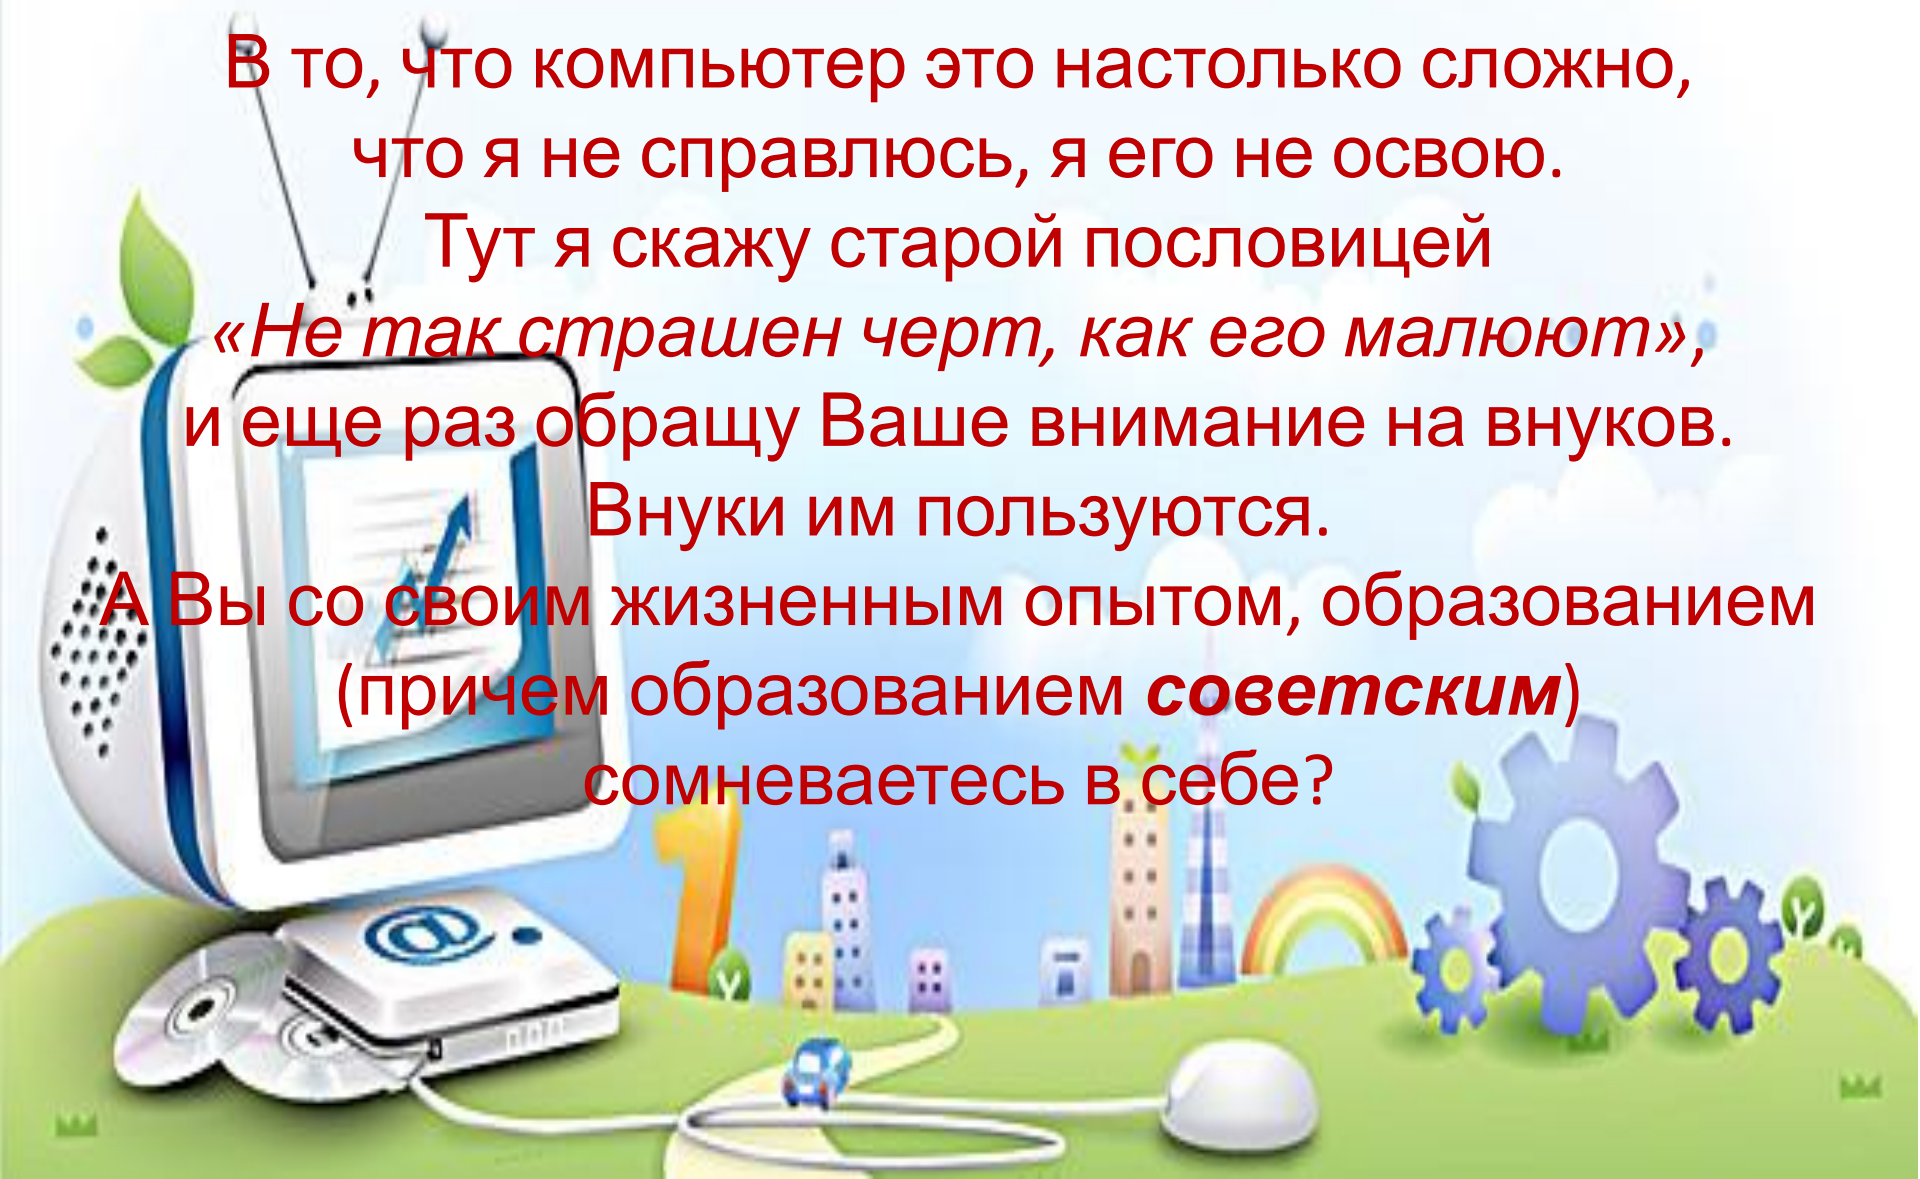 В то, что компьютер это настолько сложно,
что я не справлюсь, я его не освою.
Тут я скажу старой пословицей
«Не так страшен черт, как его малюют»,
и еще раз обращу Ваше внимание на внуков.
Внуки им пользуются.
А Вы со своим жизненным опытом, образованием
(причем образованием советским)
сомневаетесь в себе?
1
@